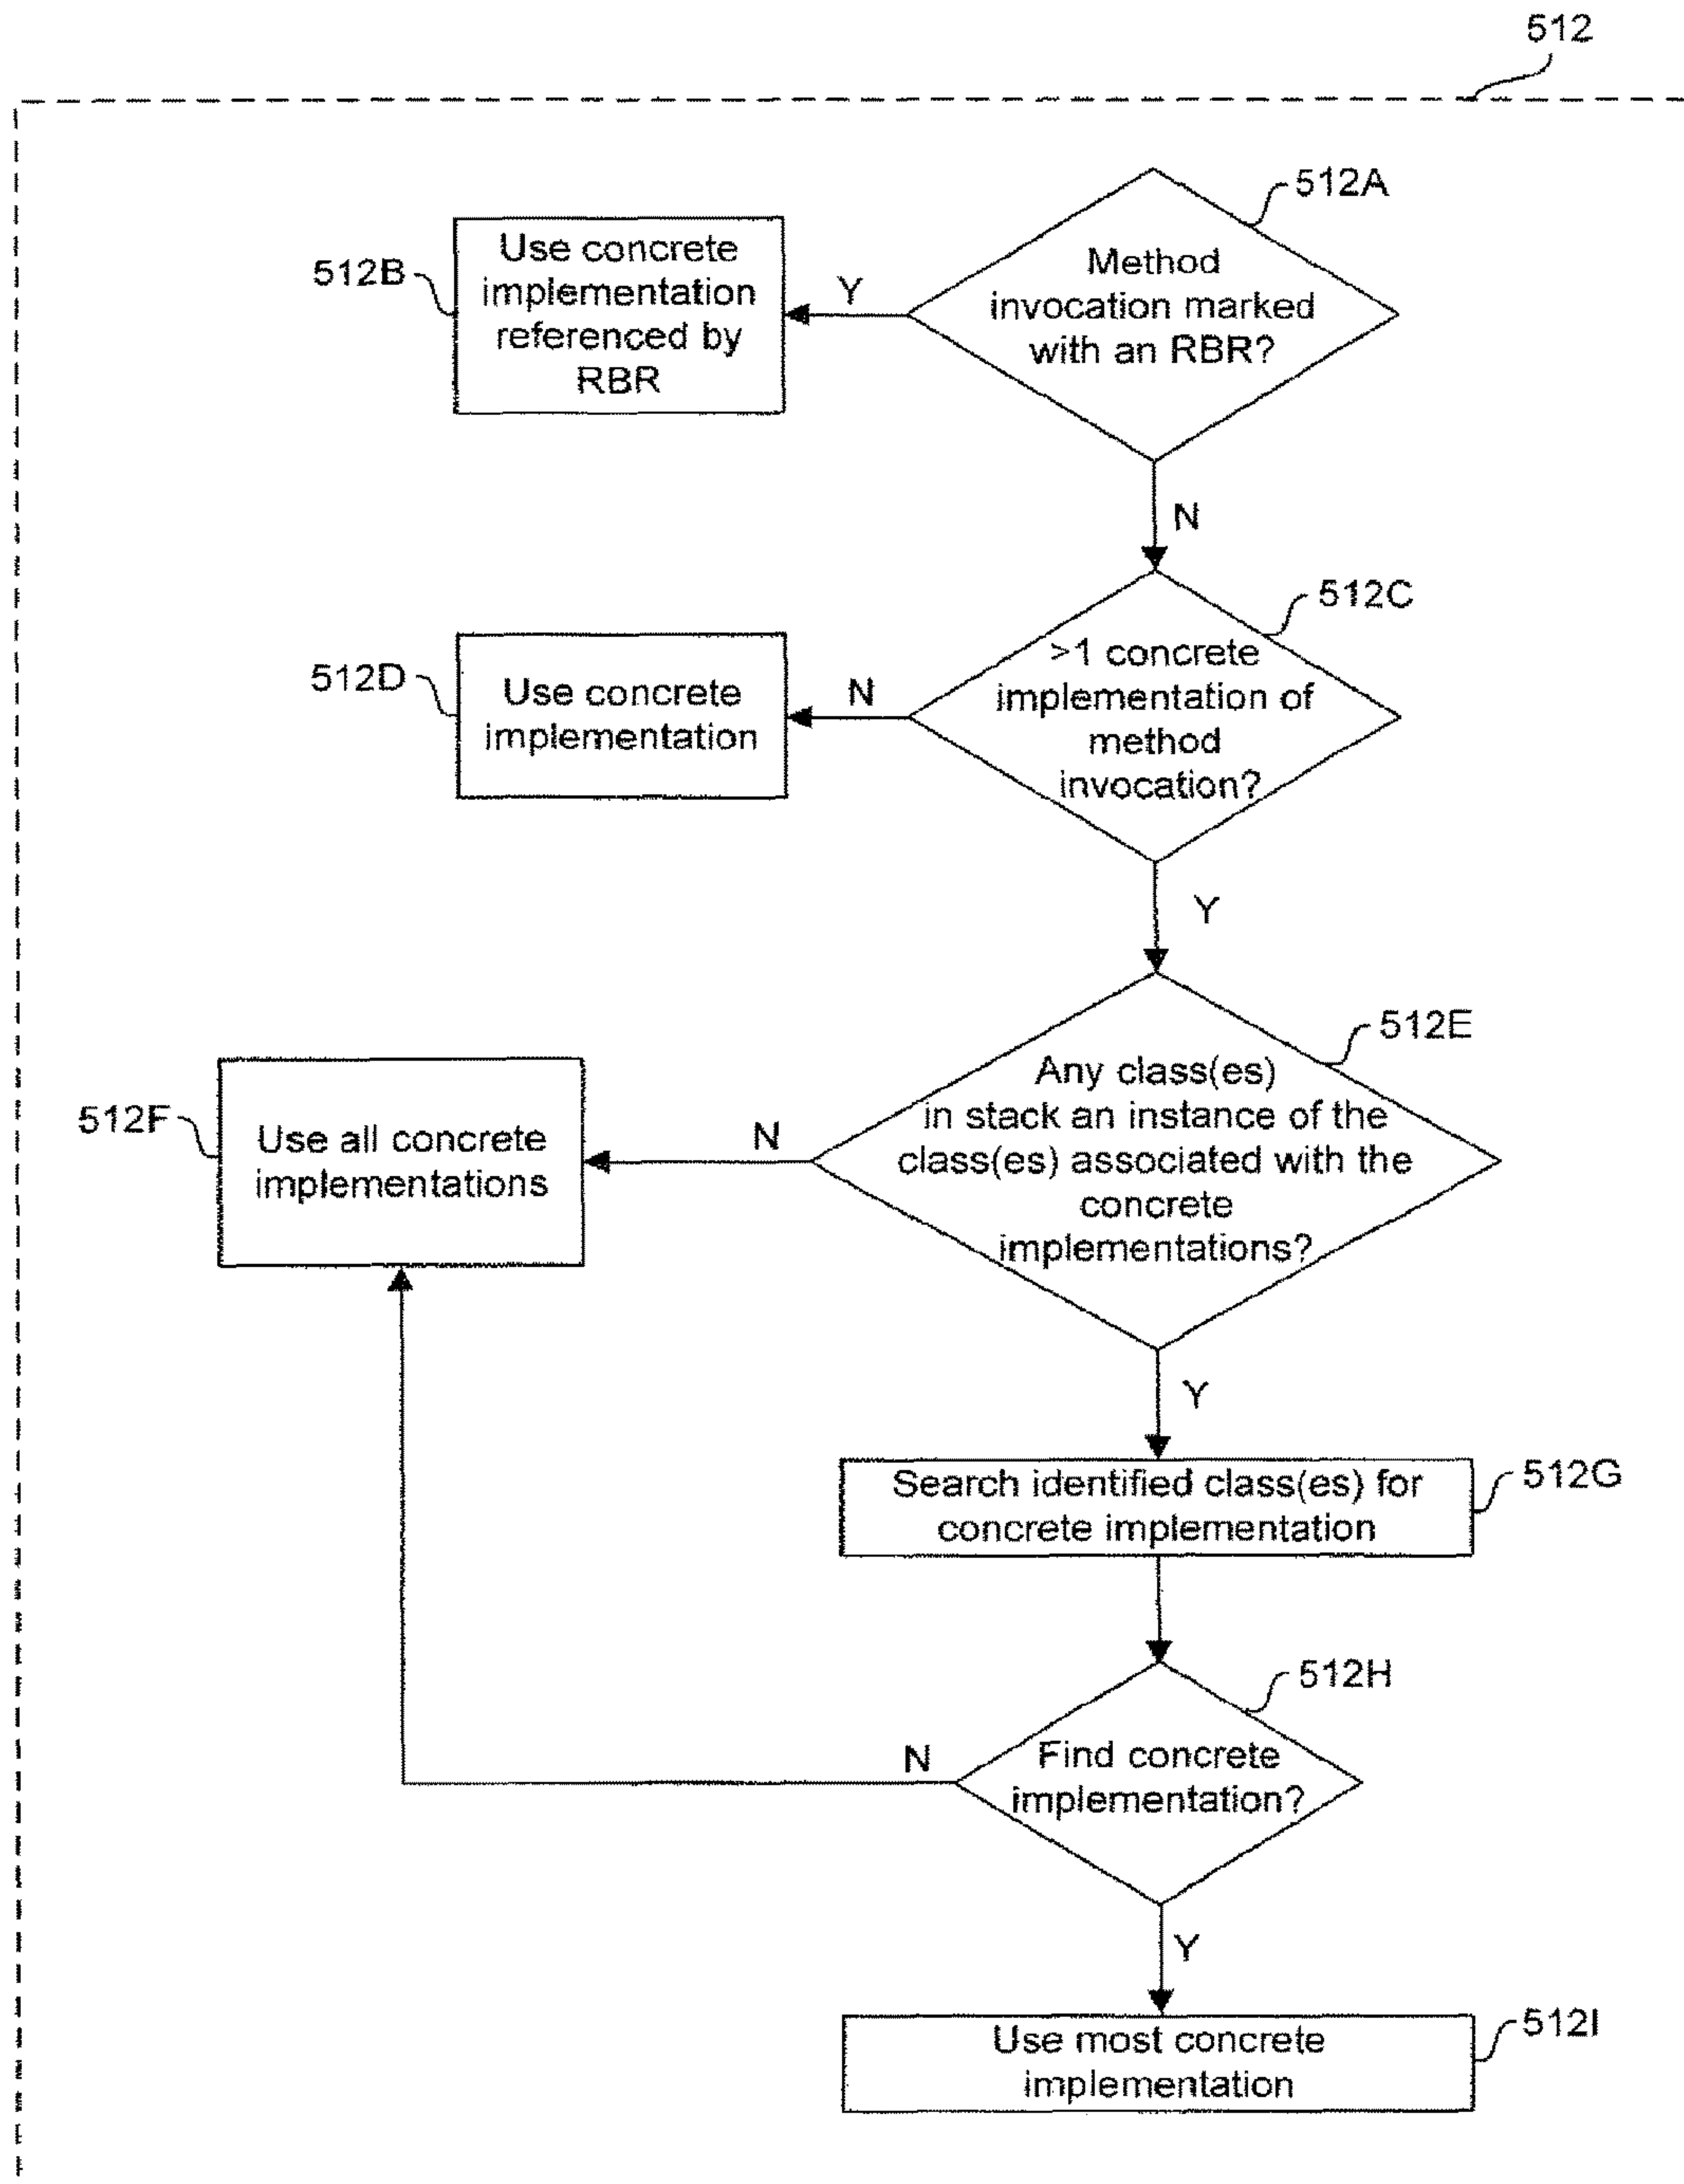 512
512A
Method
invocation marked
with an RBR?
Y
512B
Use concrete
implementation
referenced by
RBR
N
512C
>1 concrete
implementation of
method
invocation?
N
512D
Use concrete
implementation
Y
512E
Any class(es)
in stack an instance of the
class(es) associated with the
concrete
implementations?
N
512F
Use all concrete
implementations
Y
512G
Search identified class(es) for
concrete implementation
512H
Find concrete
implementation?
N
Y
512I
Use most concrete
implementation